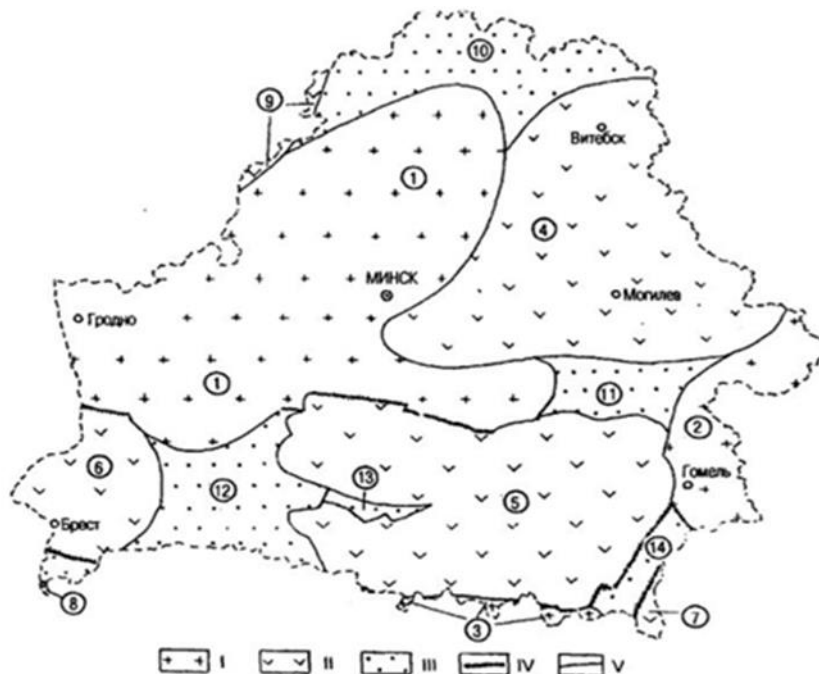 10
9
Витебск
1
4
МИНСК
Могилев
Гродно
1
11
2
6
12
13
5
Гомель
Брест
14
8
3
7
I II III IV V